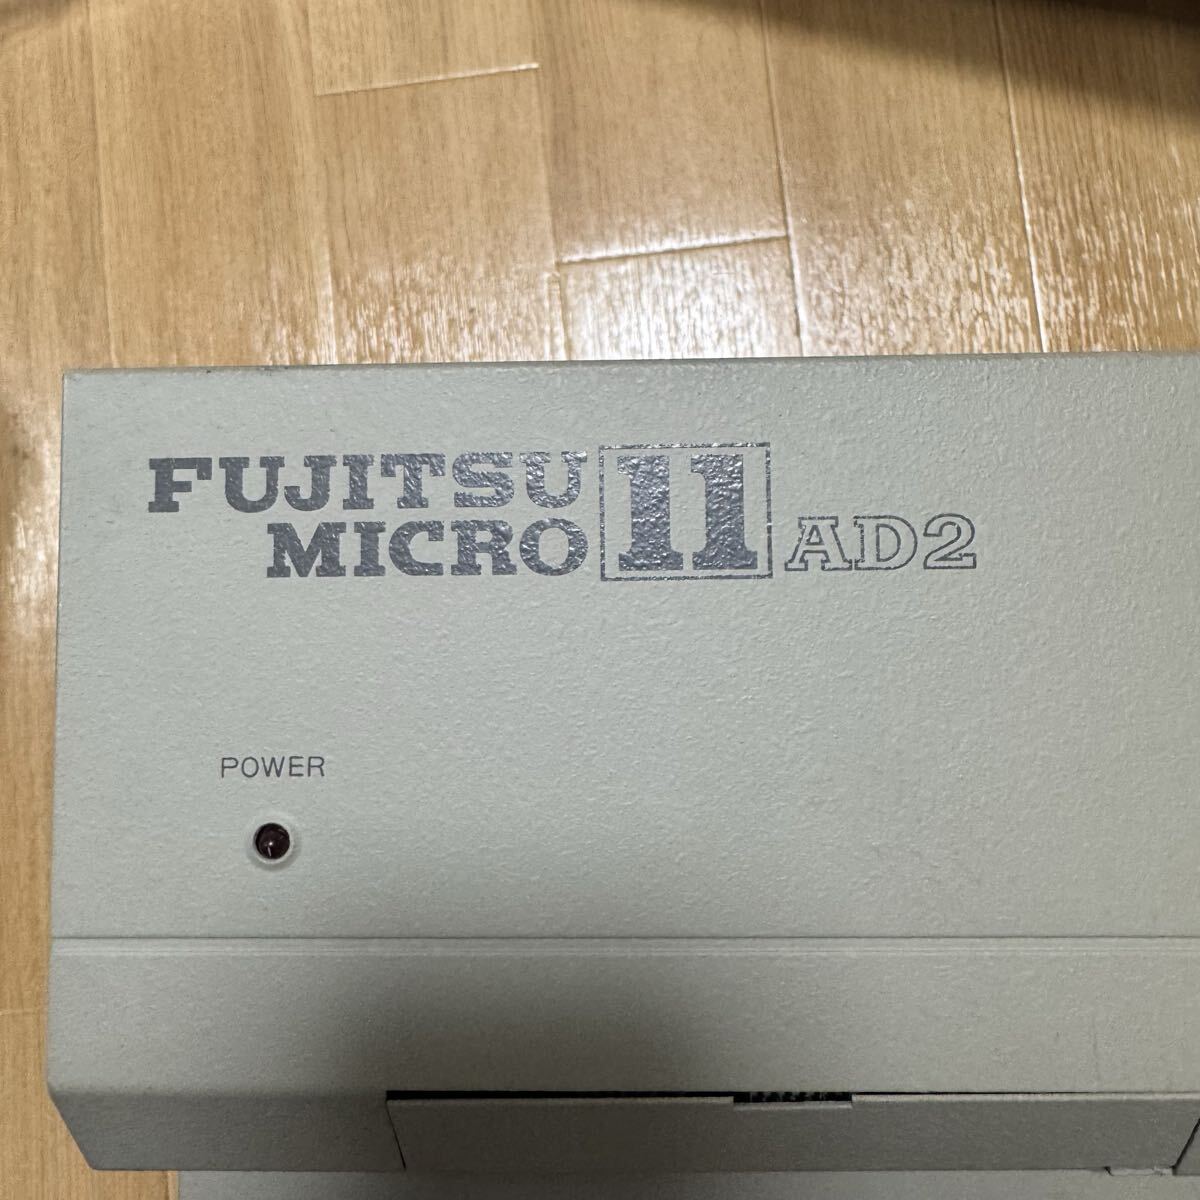 FUJITSU
MICRO 11 AD2
POWER